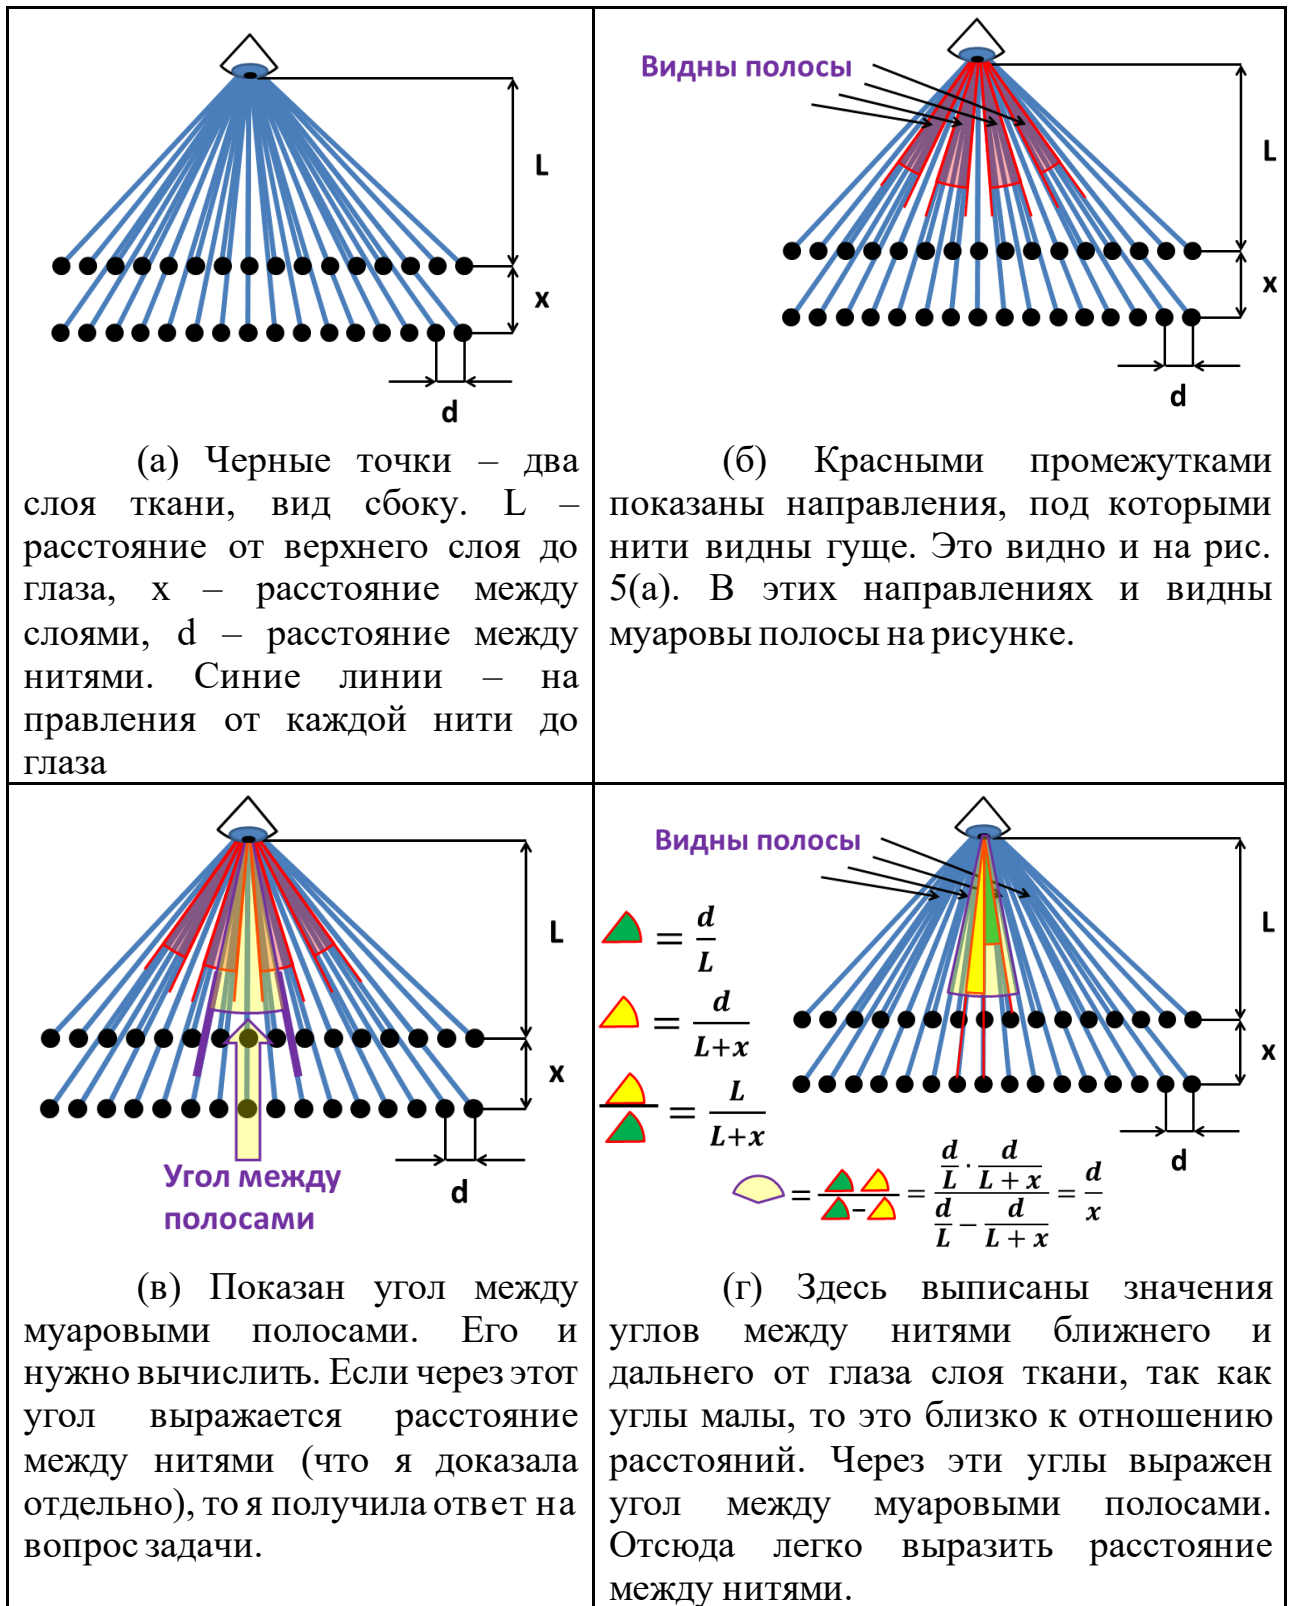 L
x
d
(а) Черные точки – два
слоя ткани, вид сбоку. L –
расстояние от верхнего слоя до
глаза, x – расстояние между
слоями, d – расстояние между
нитями. Синие линии – на
правления от каждой нити до
глаза
Видны полосы
L
x
d
(б) Красными промежутками
показаны направления, под которыми
нити видны гуще. Это видно и на рис.
5(а). В этих направлениях и видны
муаровы полосы на рисунке.
L
x
Угол между
полосами
d
(в) Показан угол между
муаровыми полосами. Его и
нужно вычислить. Если через этот
угол выражается расстояние
между нитями (что я доказала
отдельно), то я получила ответ на
вопрос задачи.
Видны полосы
L
x
d
= d/L
= d/(L+x)
= L/(L+x)
= – = (d/L · d/(L + x))/(d/L – d/(L + x)) = d/x
(г) Здесь выписаны значения
углов между нитями ближнего и
дальнего от глаза слоя ткани, так как
углы малы, то это близко к отношению
расстояний. Через эти углы выражен
угол между муаровыми полосами.
Отсюда легко выразить расстояние
между нитями.